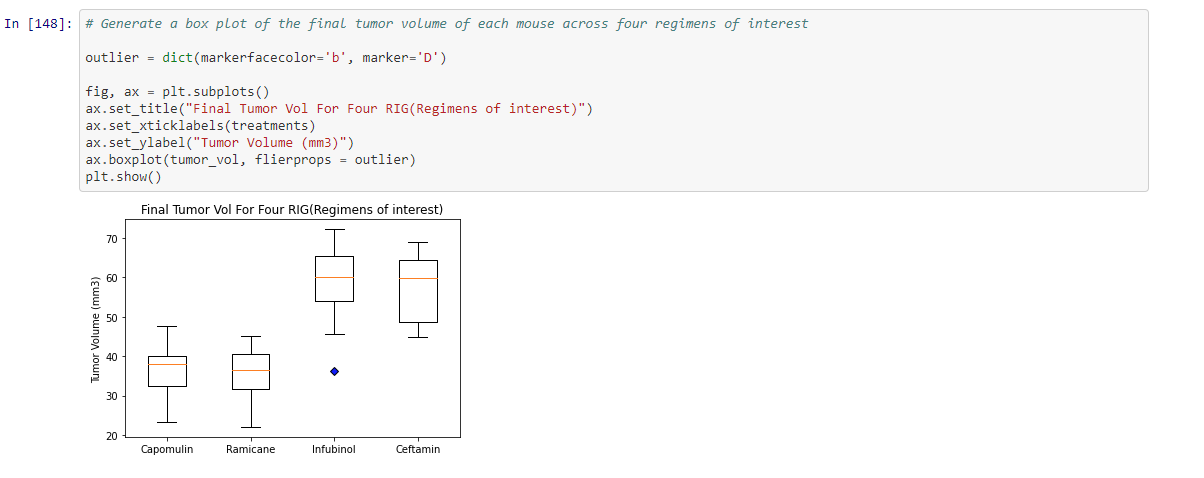 In [148]: # Generate a box plot of the final tumor volume of each mouse across four regimens of interest
outlier = dict(markerfacecolor='b', marker='D')
fig, ax = plt.subplots()
ax.set_title("Final Tumor Vol For Four RIG(Regimens of interest)")
ax.set_xticklabels(treatments)
ax.set_ylabel("Tumor Volume (mm3)")
ax.boxplot(tumor_vol, flierprops = outlier)
plt.show()
Final Tumor Vol For Four RIG(Regimens of interest)
Tumor Volume (mm3)
70
60
50
40
30
20
Capomulin Ramicane Infubinol Ceftamin